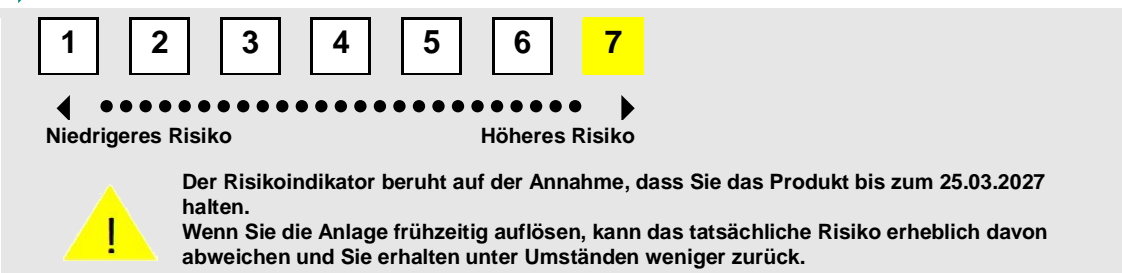 1 2 3 4 5 6 7
Niedrigeres Risiko Höheres Risiko
Der Risikoindikator beruht auf der Annahme, dass Sie das Produkt bis zum 25.03.2027
halten.
Wenn Sie die Anlage frühzeitig auflösen, kann das tatsächliche Risiko erheblich davon
abweichen und Sie erhalten unter Umständen weniger zurück.
!